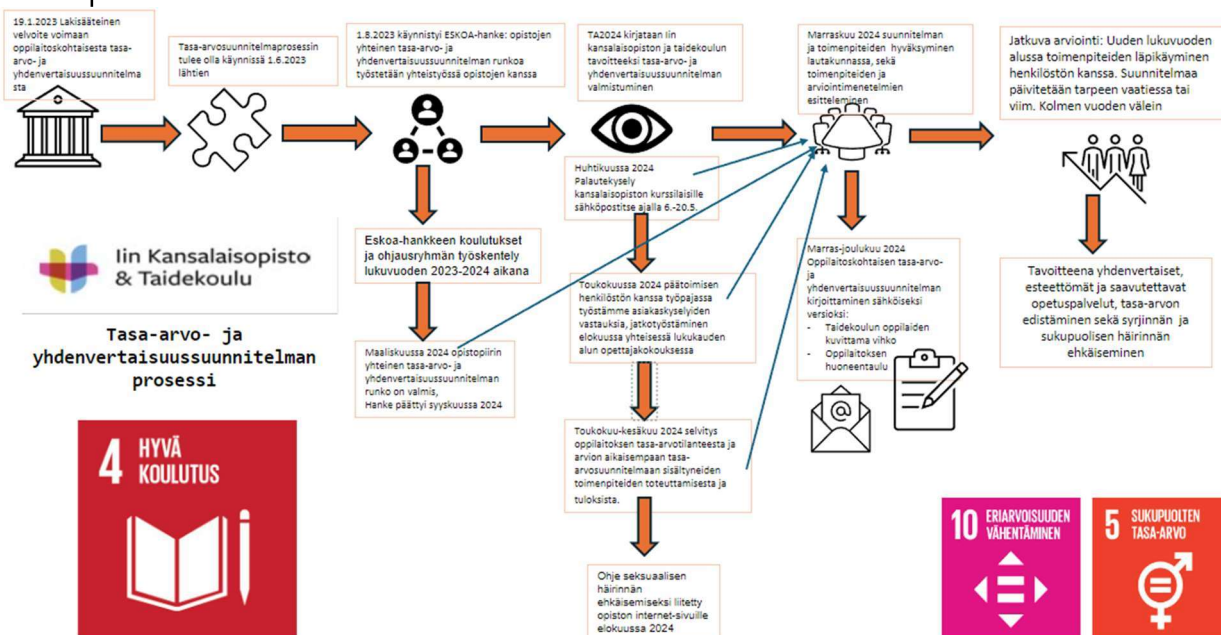 19.1.2023 Lakisääteinen
velvoite voimaan
oppilaitoskohtaisesta tasa-
arvo- ja
yhdenvertaisuussuunnitelma
sta
Tasa-arvosuunnitelmaprosessin
tulee olla käynnissä 1.6.2023
lähtien
1.8.2023 käynnistyi ESKOA-hanke: opistojen
yhteinen tasa-arvo- ja
yhdenvertaisuussuunnitelman runkoa
työstetään yhteistyössä opistojen kanssa
TA2024 kirjataan Iin
kansalaisopiston ja taidekoulun
tavoitteeksi tasa-arvo- ja
yhdenvertaisuussuunnitelman
valmistuminen
Marraskuu 2024 suunnitelman
ja toimenpiteiden hyväksyminen
lautakunnassa, sekä
toimenpiteiden ja
arviointimenetelmien
esitteleminen
Jatkuva arviointi: Uuden lukuvuoden
alussa toimenpiteiden läpikäyminen
henkilöstön kanssa. Suunnitelmaa
päivitetään tarpeen vaatiessa tai
viim. Kolmen vuoden välein
Iin Kansalaisopisto
& Taidekoulu
Tasa-arvo- ja
yhdenvertaisuussuunnitelman
prosessi
Eskoa-hankkeen koulutukset
ja ohjausryhmän työskentely
lukuvuoden 2023-2024 aikana
Maaliskuussa 2024 opistopiirin
yhteinen tasa-arvo- ja
yhdenvertaisuussuunnitelman
runko on valmis,
Hanke päättyi syyskuussa 2024
Huhtikuussa 2024
Palautekysely
kansalaisopiston kurssilaisille
sähköpostitse ajalla 6.-20.5.
Toukokuussa 2024 päätoimisen
henkilöstön kanssa työpajassa
työstämme asiakaskyselyiden
vastauksia, jatkotyöstäminen
elokuussa yhteisessä lukukauden
alun opettajakokouksessa
Toukokuu-kesäkuu 2024 selvitys
oppilaitoksen tasa-arvotilanteesta ja
arvion aikaisempaan tasa-
arvosuunnitelmaan sisältyneiden
toimenpiteiden toteuttamisesta ja
tuloksista.
Ohje seksuaalisen
häirinnän
ehkäisemiseksi liitetty
opiston internet-sivuille
elokuussa 2024
Marras-joulukuu 2024
Oppilaitoskohtaisen tasa-arvo-
ja
yhdenvertaisuussuunnitelman
kirjoittaminen sähköiseksi
versioksi:
- Taidekoulun oppilaiden
kuvittama vihko
- Oppilaitoksen
huoneentaulu
Tavoitteena yhdenvertaiset,
esteettömät ja saavutettavat
opetuspalvelut, tasa-arvon
edistäminen sekä syrjinnän ja
sukupuolisen häirinnän
ehkäiseminen
4 HYVÄ
KOULUTUS
10 ERIARVOISUUDEN
VÄHENTÄMINEN
5 SUKUPUOLTEN
TASA-ARVO
@